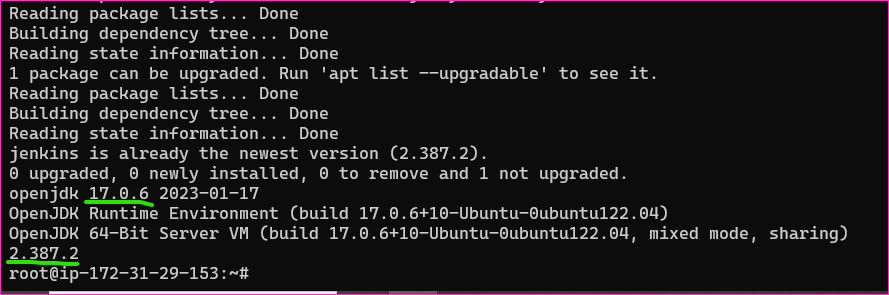 Reading package lists... Done
Building dependency tree... Done
Reading state information... Done
1 package can be upgraded. Run 'apt list --upgradable' to see it.
Reading package lists... Done
Building dependency tree... Done
Reading state information... Done
jenkins is already the newest version (2.387.2).
0 upgraded, 0 newly installed, 0 to remove and 1 not upgraded.
openjdk 17.0.6 2023-01-17
OpenJDK Runtime Environment (build 17.0.6+10-Ubuntu-0ubuntu122.04)
OpenJDK 64-Bit Server VM (build 17.0.6+10-Ubuntu-0ubuntu122.04, mixed mode, sharing)
2.387.2
root@ip-172-31-29-153:~#